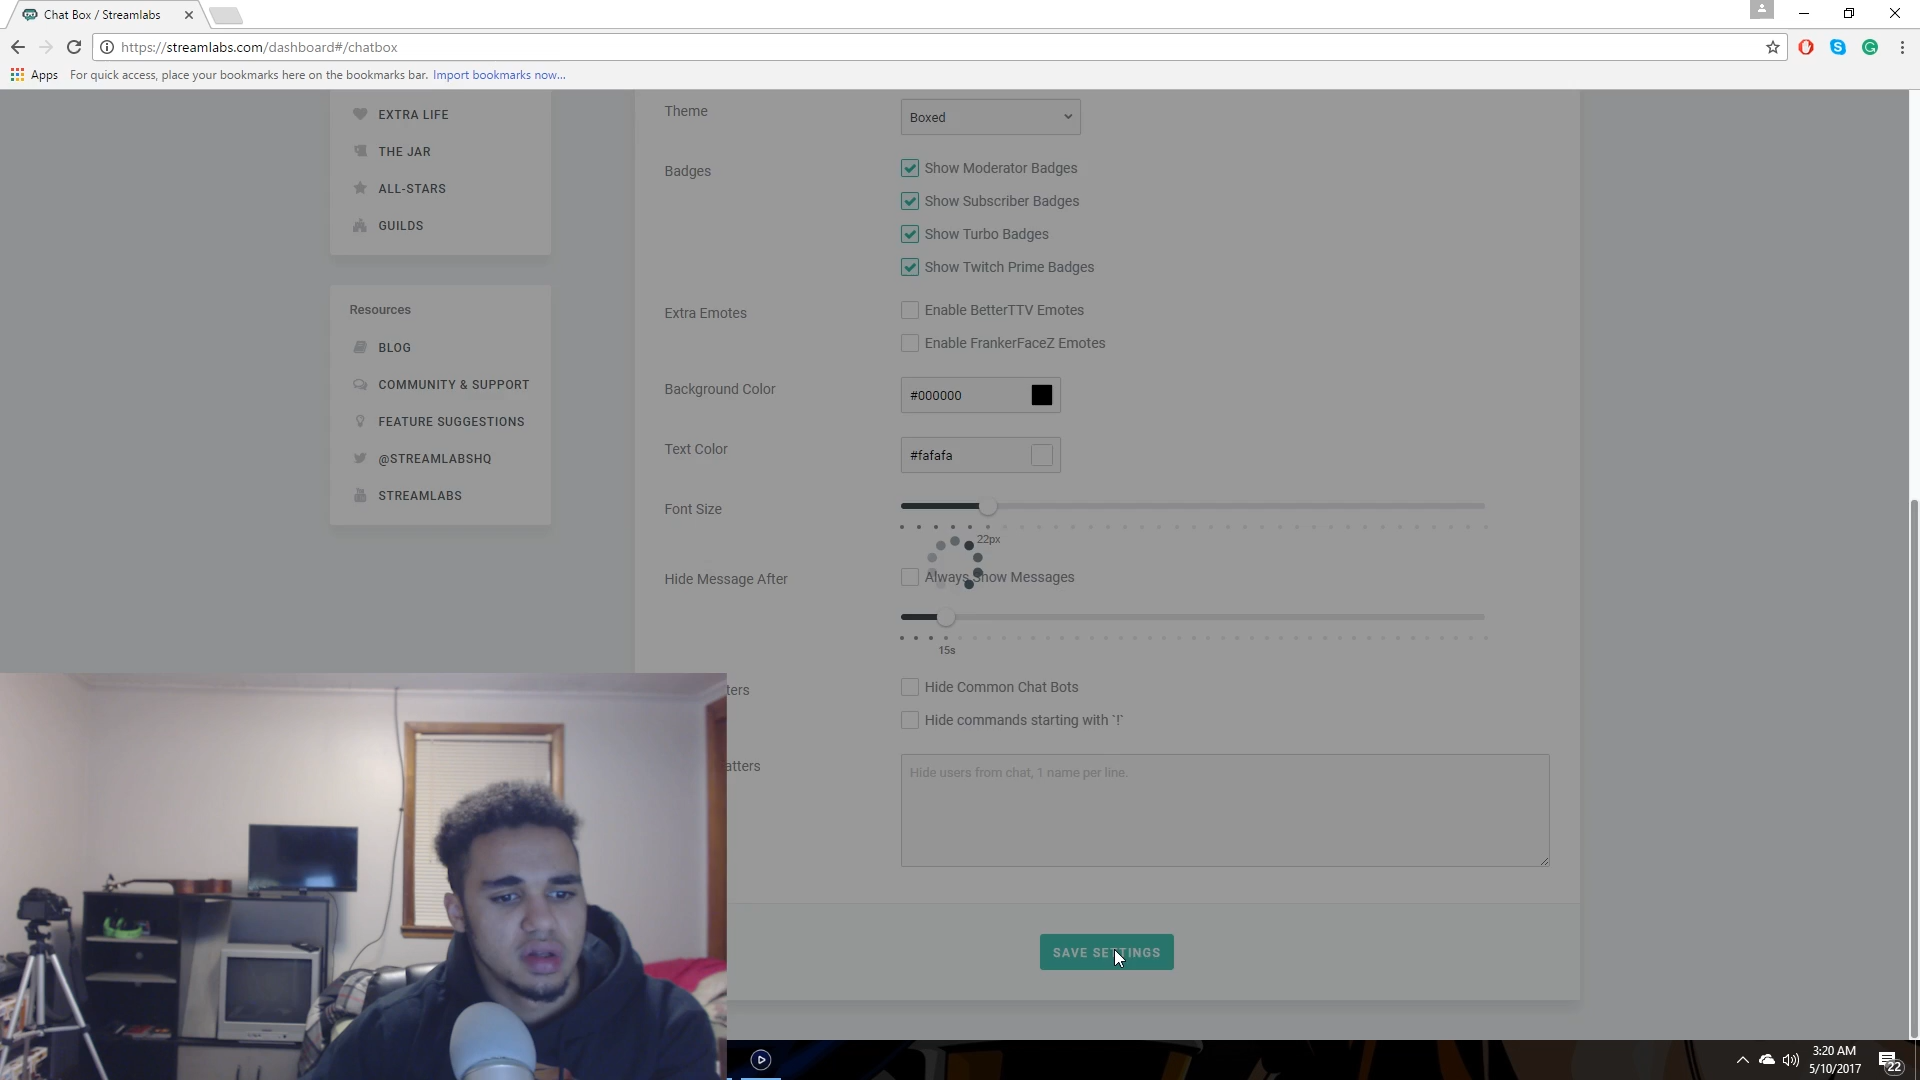 Chat Box / Streamlabs
https://streamlabs.com/dashboard#/chatbox
Apps
For quick access, place your bookmarks here on the bookmarks bar. Import bookmarks now...
EXTRA LIFE
THE JAR
ALL-STARS
GUILDS
Resources
BLOG
COMMUNITY & SUPPORT
FEATURE SUGGESTIONS
@STREAMLABSHQ
STREAMLABS
Theme
Boxed
Badges
Show Moderator Badges
Show Subscriber Badges
Show Turbo Badges
Show Twitch Prime Badges
Extra Emotes
Enable BetterTTV Emotes
Enable FrankerFaceZ Emotes
Background Color
#000000
Text Color
#fafafa
Font Size
22px
Hide Message After
Always Show Messages
15s
ters
Hide Common Chat Bots
Hide commands starting with `!`
atters
Hide users from chat, 1 name per line.
SAVE SETTINGS
3:20 AM
5/10/2017
22